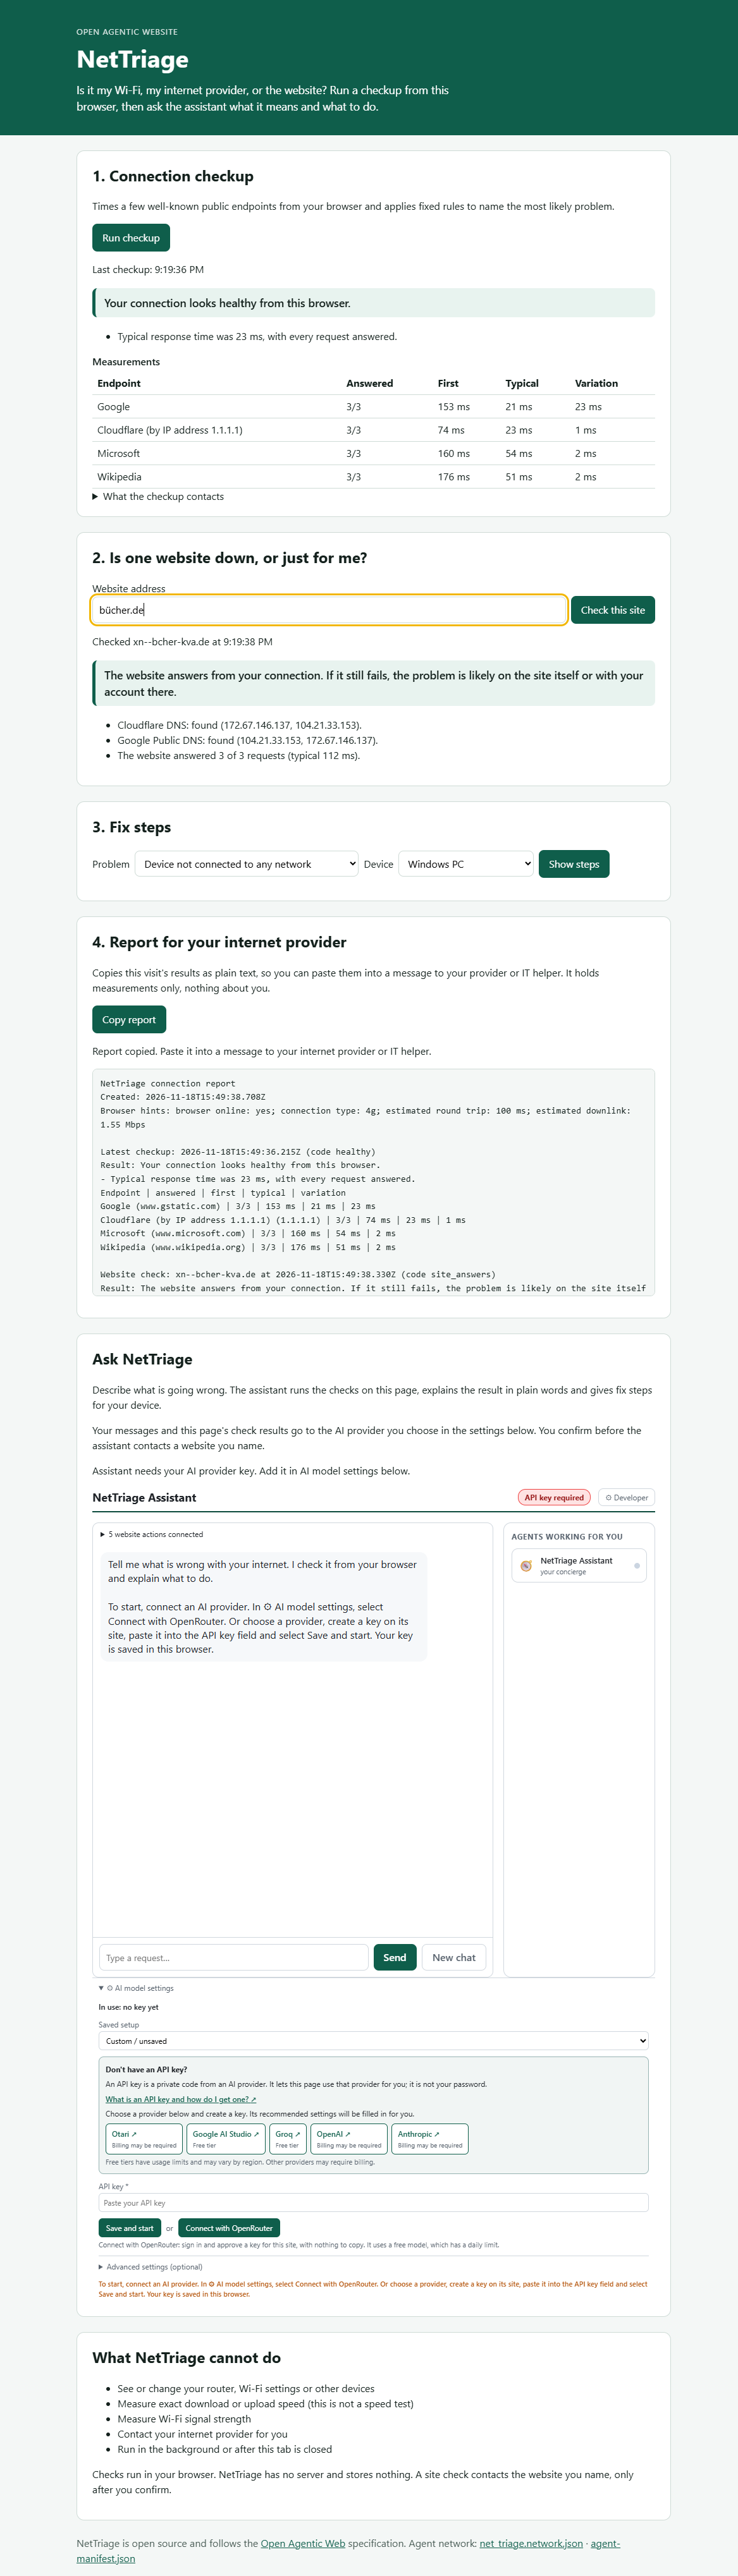 OPEN AGENTIC WEBSITE
NetTriage
Is it my Wi-Fi, my internet provider, or the website? Run a checkup from this
browser, then ask the assistant what it means and what to do.
1. Connection checkup
Times a few well-known public endpoints from your browser and applies fixed rules to name the most likely problem.
Run checkup
Last checkup: 9:19:36 PM
Your connection looks healthy from this browser.
• Typical response time was 23 ms, with every request answered.
Measurements
Endpoint Answered First Typical Variation
Google 3/3 153 ms 21 ms 23 ms
Cloudflare (by IP address 1.1.1.1) 3/3 74 ms 23 ms 1 ms
Microsoft 3/3 160 ms 54 ms 2 ms
Wikipedia 3/3 176 ms 51 ms 2 ms
▶ What the checkup contacts
2. Is one website down, or just for me?
Website address
bücher.de
Check this site
Checked xn--bcher-kva.de at 9:19:38 PM
The website answers from your connection. If it still fails, the problem is likely on the site itself or with your
account there.
• Cloudflare DNS: found (172.67.146.137, 104.21.33.153).
• Google Public DNS: found (104.21.33.153, 172.67.146.137).
• The website answered 3 of 3 requests (typical 112 ms).
3. Fix steps
Problem Device not connected to any network Device Windows PC Show steps
4. Report for your internet provider
Copies this visit's results as plain text, so you can paste them into a message to your provider or IT helper. It holds
measurements only, nothing about you.
Copy report
Report copied. Paste it into a message to your internet provider or IT helper.
NetTriage connection report
Created: 2026-11-18T15:49:38.708Z
Browser hints: browser online: yes; connection type: 4g; estimated round trip: 100 ms; estimated downlink:
1.55 Mbps
Latest checkup: 2026-11-18T15:49:36.215Z (code healthy)
Result: Your connection looks healthy from this browser.
- Typical response time was 23 ms, with every request answered.
Endpoint | answered | first | typical | variation
Google (www.gstatic.com) | 3/3 | 153 ms | 21 ms | 23 ms
Cloudflare (by IP address 1.1.1.1) (1.1.1.1) | 3/3 | 74 ms | 23 ms | 1 ms
Microsoft (www.microsoft.com) | 3/3 | 160 ms | 54 ms | 2 ms
Wikipedia (www.wikipedia.org) | 3/3 | 176 ms | 51 ms | 2 ms
Website check: xn--bcher-kva.de at 2026-11-18T15:49:38.330Z (code site_answers)
Result: The website answers from your connection. If it still fails, the problem is likely on the site itself
Ask NetTriage
Describe what is going wrong. The assistant runs the checks on this page, explains the result in plain words and gives fix steps
for your device.
Your messages and this page's check results go to the AI provider you choose in the settings below. You confirm before the
assistant contacts a website you name.
Assistant needs your AI provider key. Add it in AI model settings below.
NetTriage Assistant
API key required
⚙ Developer
▶ 5 website actions connected
Tell me what is wrong with your internet. I check it from your browser
and explain what to do.
To start, connect an AI provider. In ⚙ AI model settings, select
Connect with OpenRouter. Or choose a provider, create a key on its
site, paste it into the API key field and select Save and start. Your key
is saved in this browser.
AGENTS WORKING FOR YOU
NetTriage Assistant
your concierge
Type a request...
Send
New chat
▼ ⚙ AI model settings
In use: no key yet
Saved setup
Custom / unsaved
Don't have an API key?
An API key is a private code from an AI provider. It lets this page use that provider for you; it is not your password.
What is an API key and how do I get one? ↗
Choose a provider below and create a key. Its recommended settings will be filled in for you.
Otari ↗ Google AI Studio ↗ Groq ↗ OpenAI ↗ Anthropic ↗
Billing may be required Free tier Free tier Billing may be required Billing may be required
Free tiers have usage limits and may vary by region. Other providers may require billing.
API key *
Paste your API key
Save and start or Connect with OpenRouter
Connect with OpenRouter: sign in and approve a key for this site, with nothing to copy. It uses a free model, which has a daily limit.
▶ Advanced settings (optional)
To start, connect an AI provider. In ⚙ AI model settings, select Connect with OpenRouter. Or choose a provider, create a key on its site, paste it into the API key field and select
Save and start. Your key is saved in this browser.
What NetTriage cannot do
• See or change your router, Wi-Fi settings or other devices
• Measure exact download or upload speed (this is not a speed test)
• Measure Wi-Fi signal strength
• Contact your internet provider for you
• Run in the background or after this tab is closed
Checks run in your browser. NetTriage has no server and stores nothing. A site check contacts the website you name, only
after you confirm.
NetTriage is open source and follows the Open Agentic Web specification. Agent network: net_triage.network.json · agent-
manifest.json